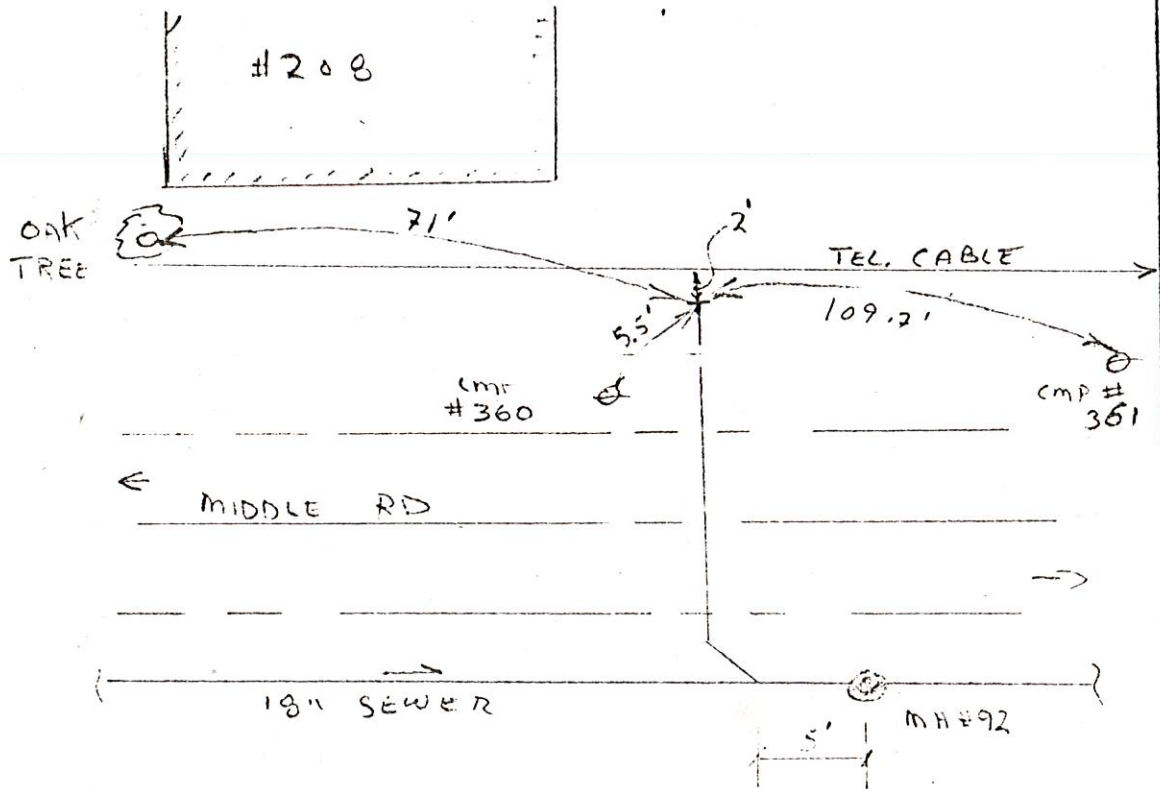 #208
71'
2'
OAK
TREE
TEL. CABLE
109.7'
5.5'
#360
CMP #
361
MIDDLE RD
18" SEWER
MH#92
5'